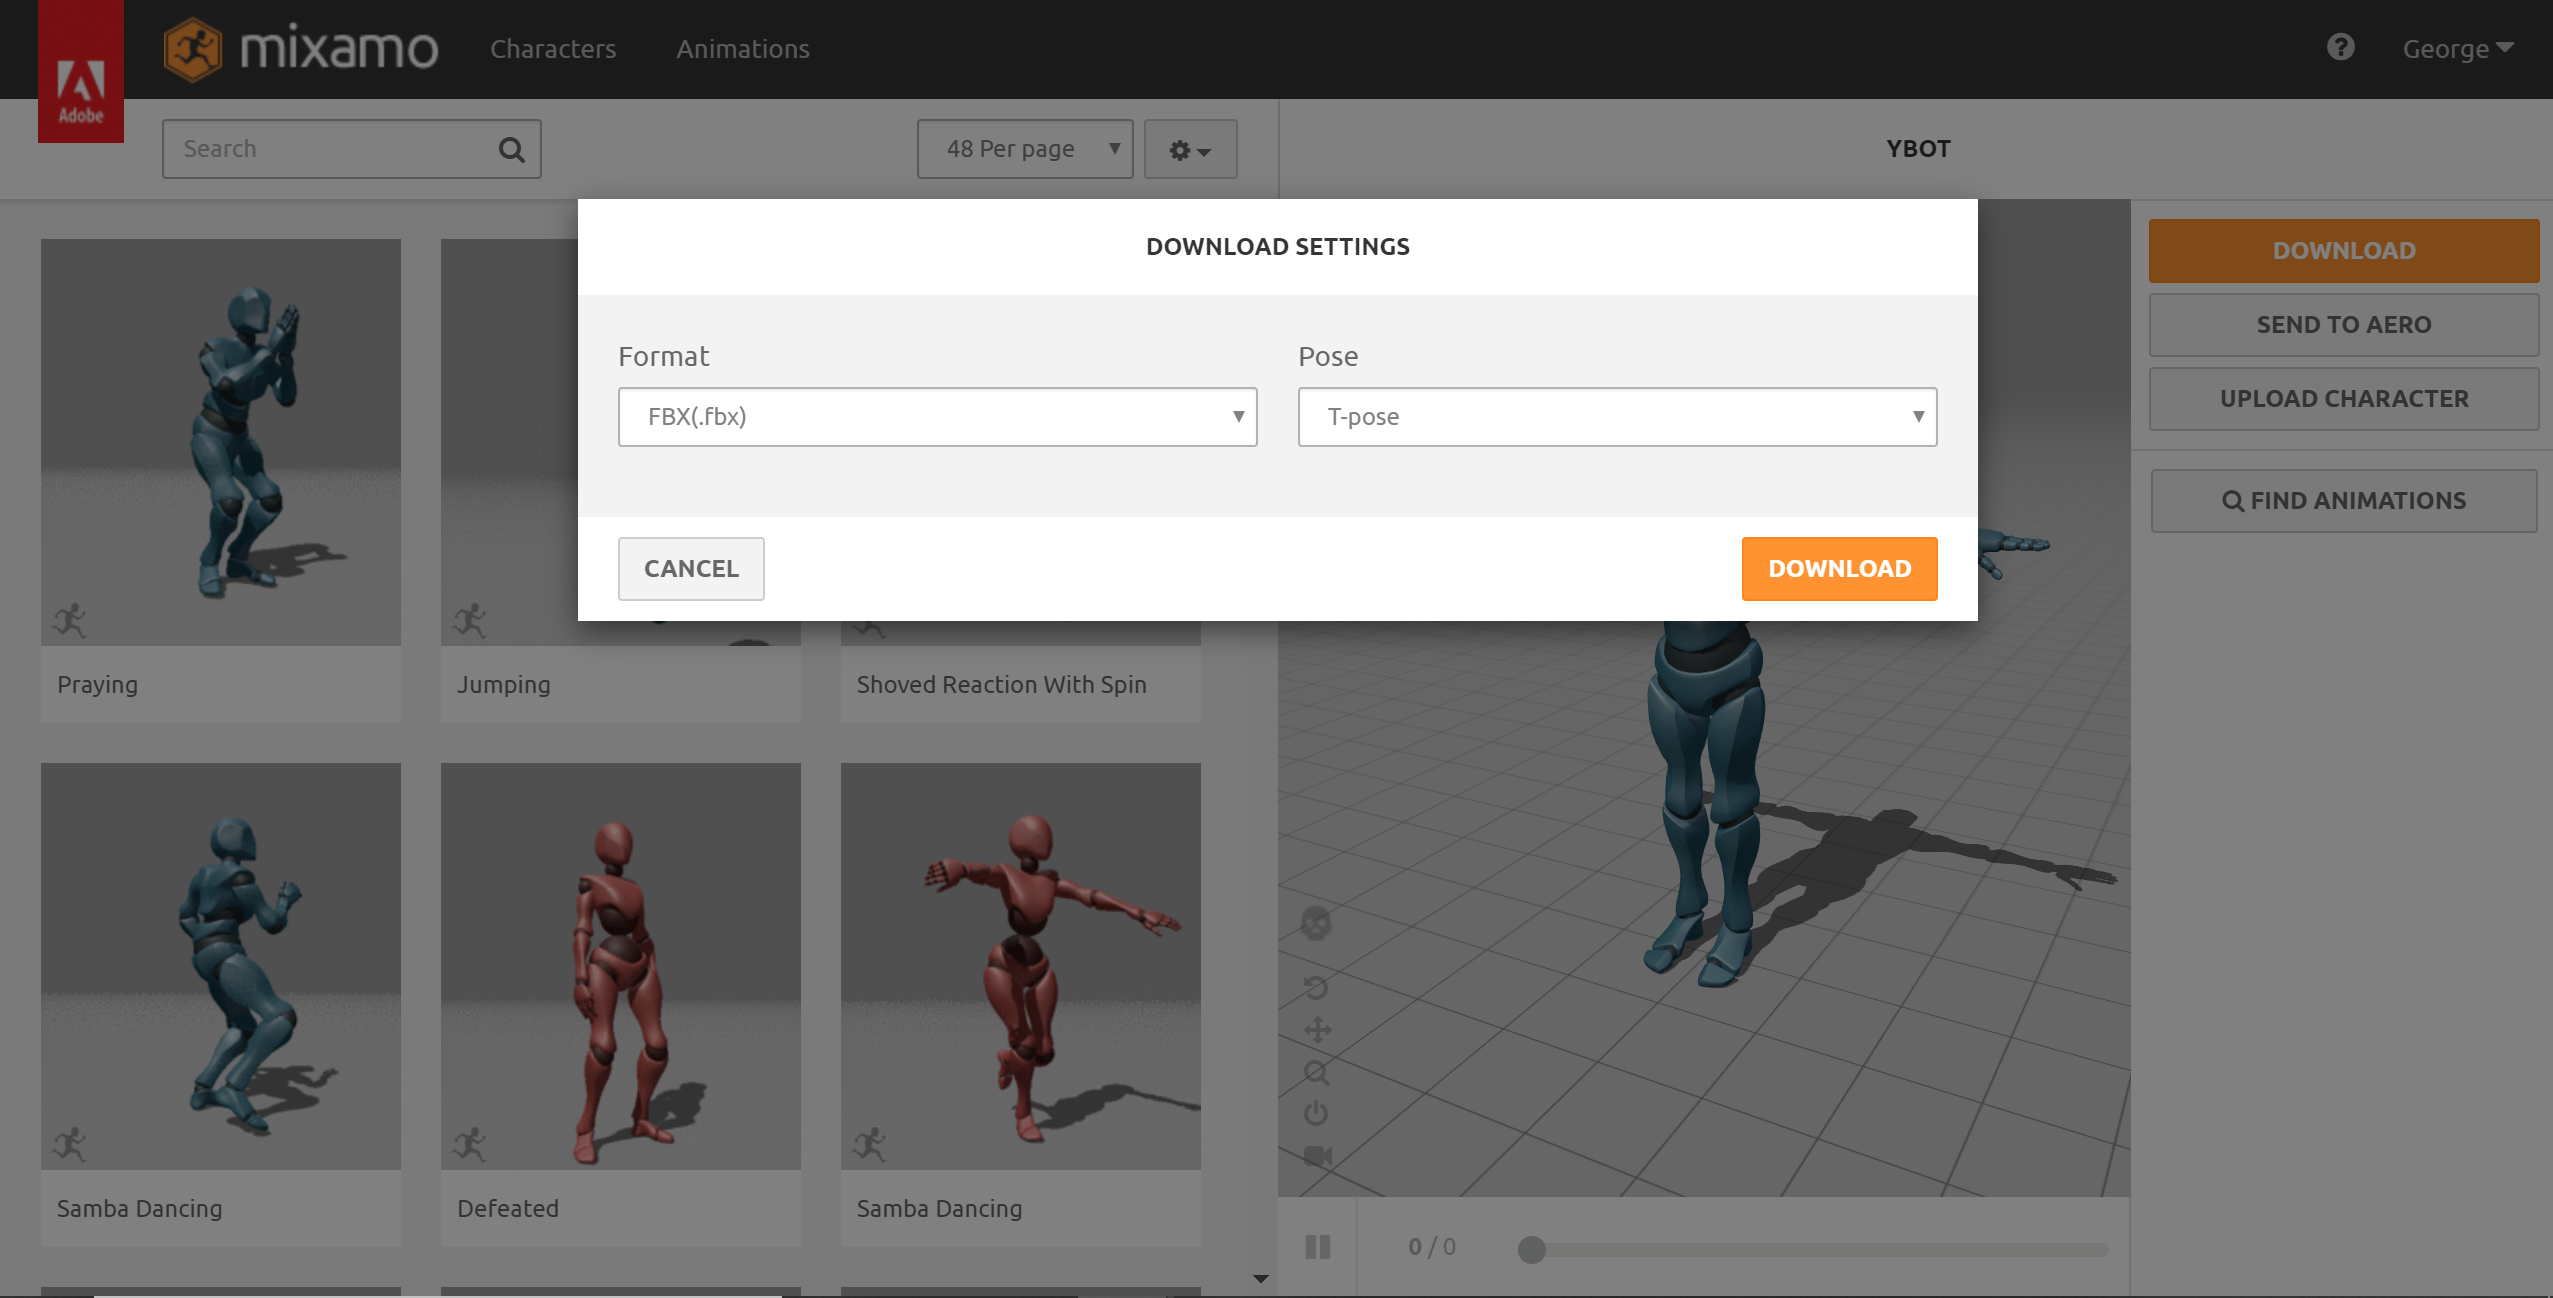 Adobe
mixamo
Characters
Animations
George
Search
48 Per page
YBOT
DOWNLOAD SETTINGS
Format
Pose
FBX(.fbx)
T-pose
CANCEL
DOWNLOAD
DOWNLOAD
SEND TO AERO
UPLOAD CHARACTER
FIND ANIMATIONS
Praying
Jumping
Shoved Reaction With Spin
Samba Dancing
Defeated
Samba Dancing
0 / 0